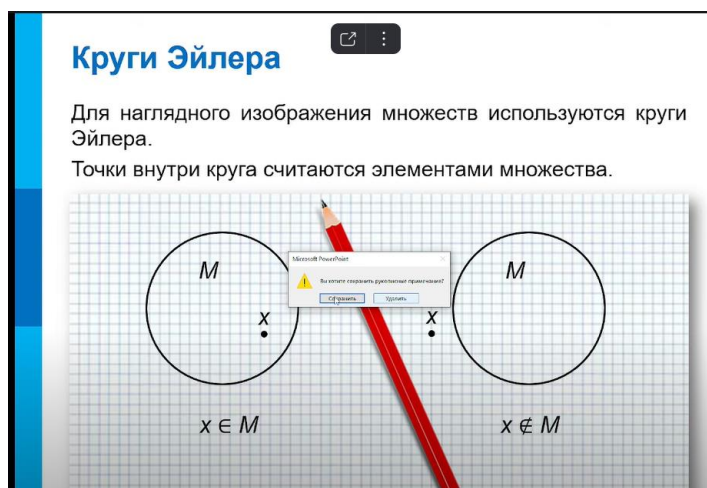 Круги Эйлера
Для наглядного изображения множеств используются круги
Эйлера.
Точки внутри круга считаются элементами множества.
Microsoft PowerPoint
Вы хотите сохранить рукописные примечания?
Сохранить Удалить
M M
x x
x ∈ M x ∉ M